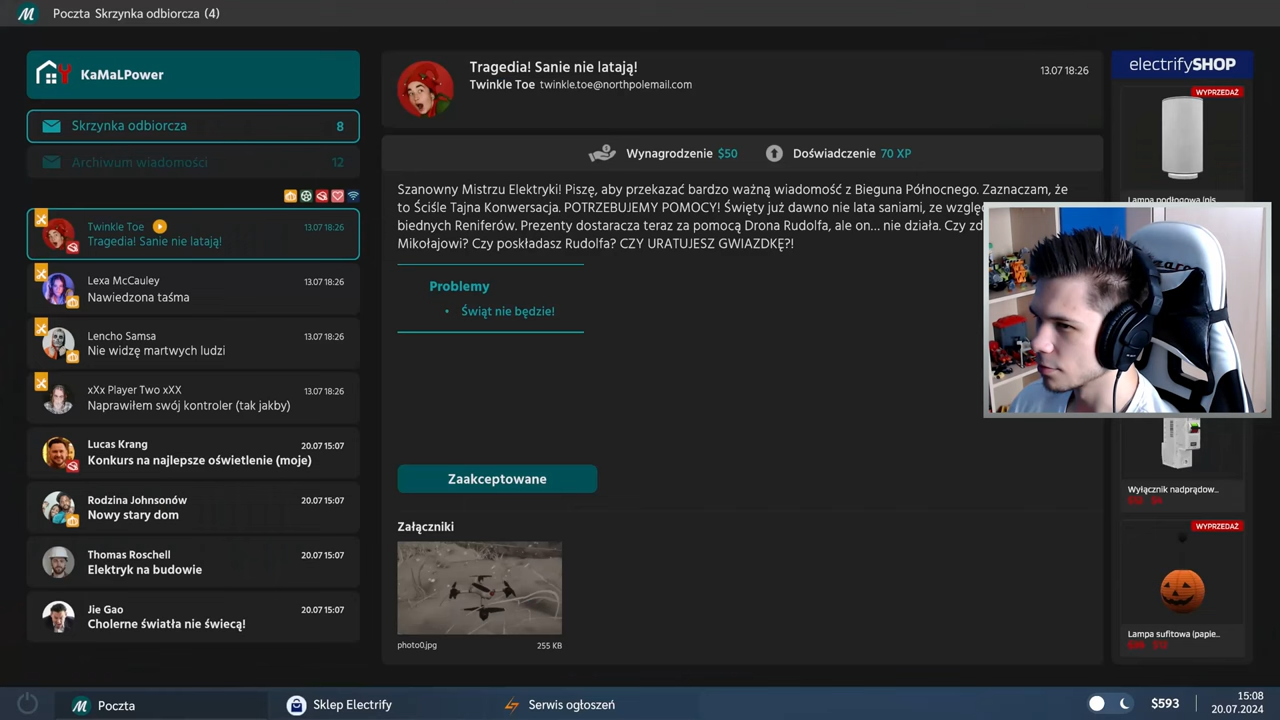 Poczta Skrzynka odbiorcza (4)
KaMaLPower
Skrzynka odbiorcza 8
Archiwum wiadomości 12
Twinkle Toe 13.07 18:26
Tragedia! Sanie nie latają!
Lexa McCauley 13.07 18:26
Nawiedzona taśma
Lencho Samsa 13.07 18:26
Nie widzę martwych ludzi
xXx Player Two xXX 13.07 18:26
Naprawiłem swój kontroler (tak jakby)
Lucas Krang 20.07 15:07
Konkurs na najlepsze oświetlenie (moje)
Rodzina Johnsonów 20.07 15:07
Nowy stary dom
Thomas Roschell 20.07 15:07
Elektryk na budowie
Jie Gao 20.07 15:07
Cholerne światła nie świecą!
Tragedia! Sanie nie latają!
Twinkle Toe twinkle.toe@northpolemail.com
13.07 18:26
Wynagrodzenie $50 Doświadczenie 70 XP
Szanowny Mistrzu Elektryki! Piszę, aby przekazać bardzo ważną wiadomość z Bieguna Północnego. Zaznaczam, że
to Ściśle Tajna Konwersacja. POTRZEBUJEMY POMOCY! Święty już dawno nie lata saniami, ze wzglę
biednych Reniferów. Prezenty dostaracza teraz za pomocą Drona Rudolfa, ale on... nie działa. Czy zd
Mikołajowi? Czy poskładasz Rudolfa? CZY URATUJESZ GWIAZDKĘ?!
Problemy
• Świąt nie będzie!
Zaakceptowane
Załączniki
photo0.jpg 255 KB
electrifySHOP
WYPRZEDAŻ
Lampa podłogowa (pis
Wyłącznik nadprądow...
WYPRZEDAŻ
Lampa sufitowa (papie...
Poczta
Sklep Electrify
Serwis ogłoszeń
$593
15:08
20.07.2024